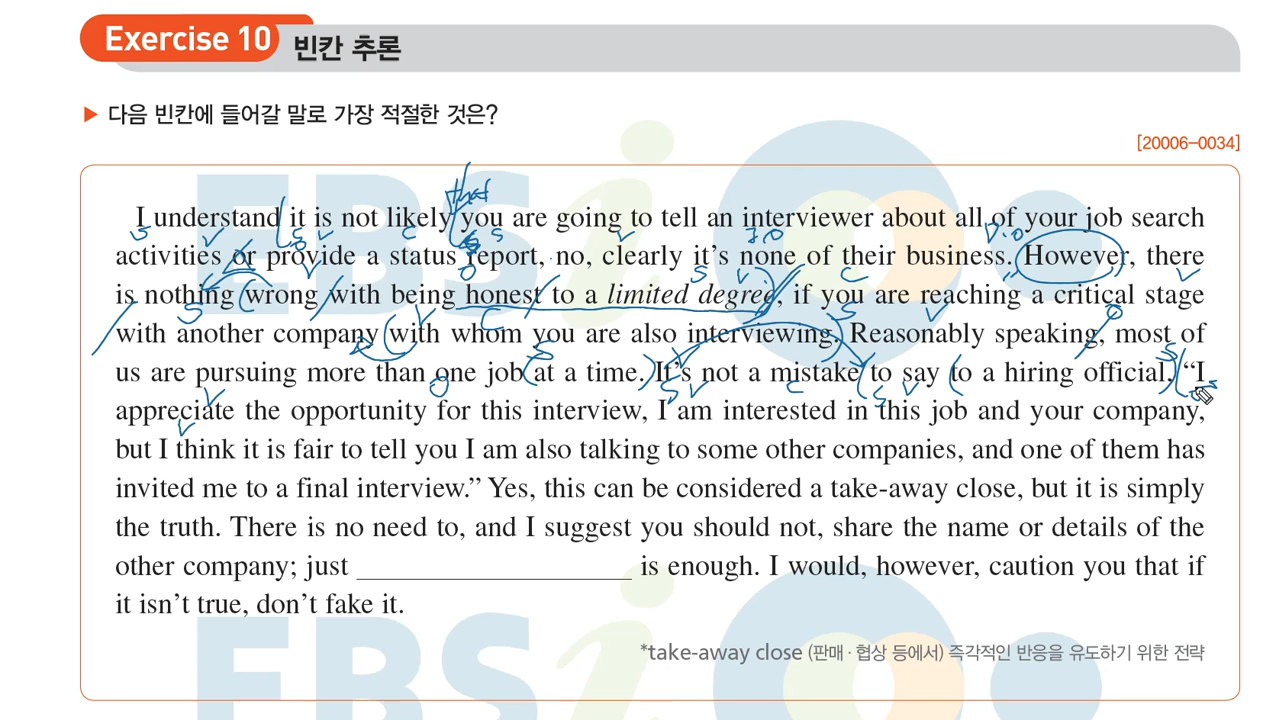 Exercise 10 빈칸 추론
▶ 다음 빈칸에 들어갈 말로 가장 적절한 것은?
[20006-0034]
that
I understand it is not likely you are going to tell an interviewer about all of your job search
activities or provide a status report, no, clearly it's none of their business. However, there
is nothing wrong with being honest to a limited degree, if you are reaching a critical stage
with another company with whom you are also interviewing. Reasonably speaking, most of
us are pursuing more than one job at a time. It's not a mistake to say to a hiring official, “I
appreciate the opportunity for this interview, I am interested in this job and your company,
but I think it is fair to tell you I am also talking to some other companies, and one of them has
invited me to a final interview.” Yes, this can be considered a take-away close, but it is simply
the truth. There is no need to, and I suggest you should not, share the name or details of the
other company; just ____________________ is enough. I would, however, caution you that if
it isn't true, don't fake it.
*take-away close (판매·협상 등에서) 즉각적인 반응을 유도하기 위한 전략
EBSi
EBSi